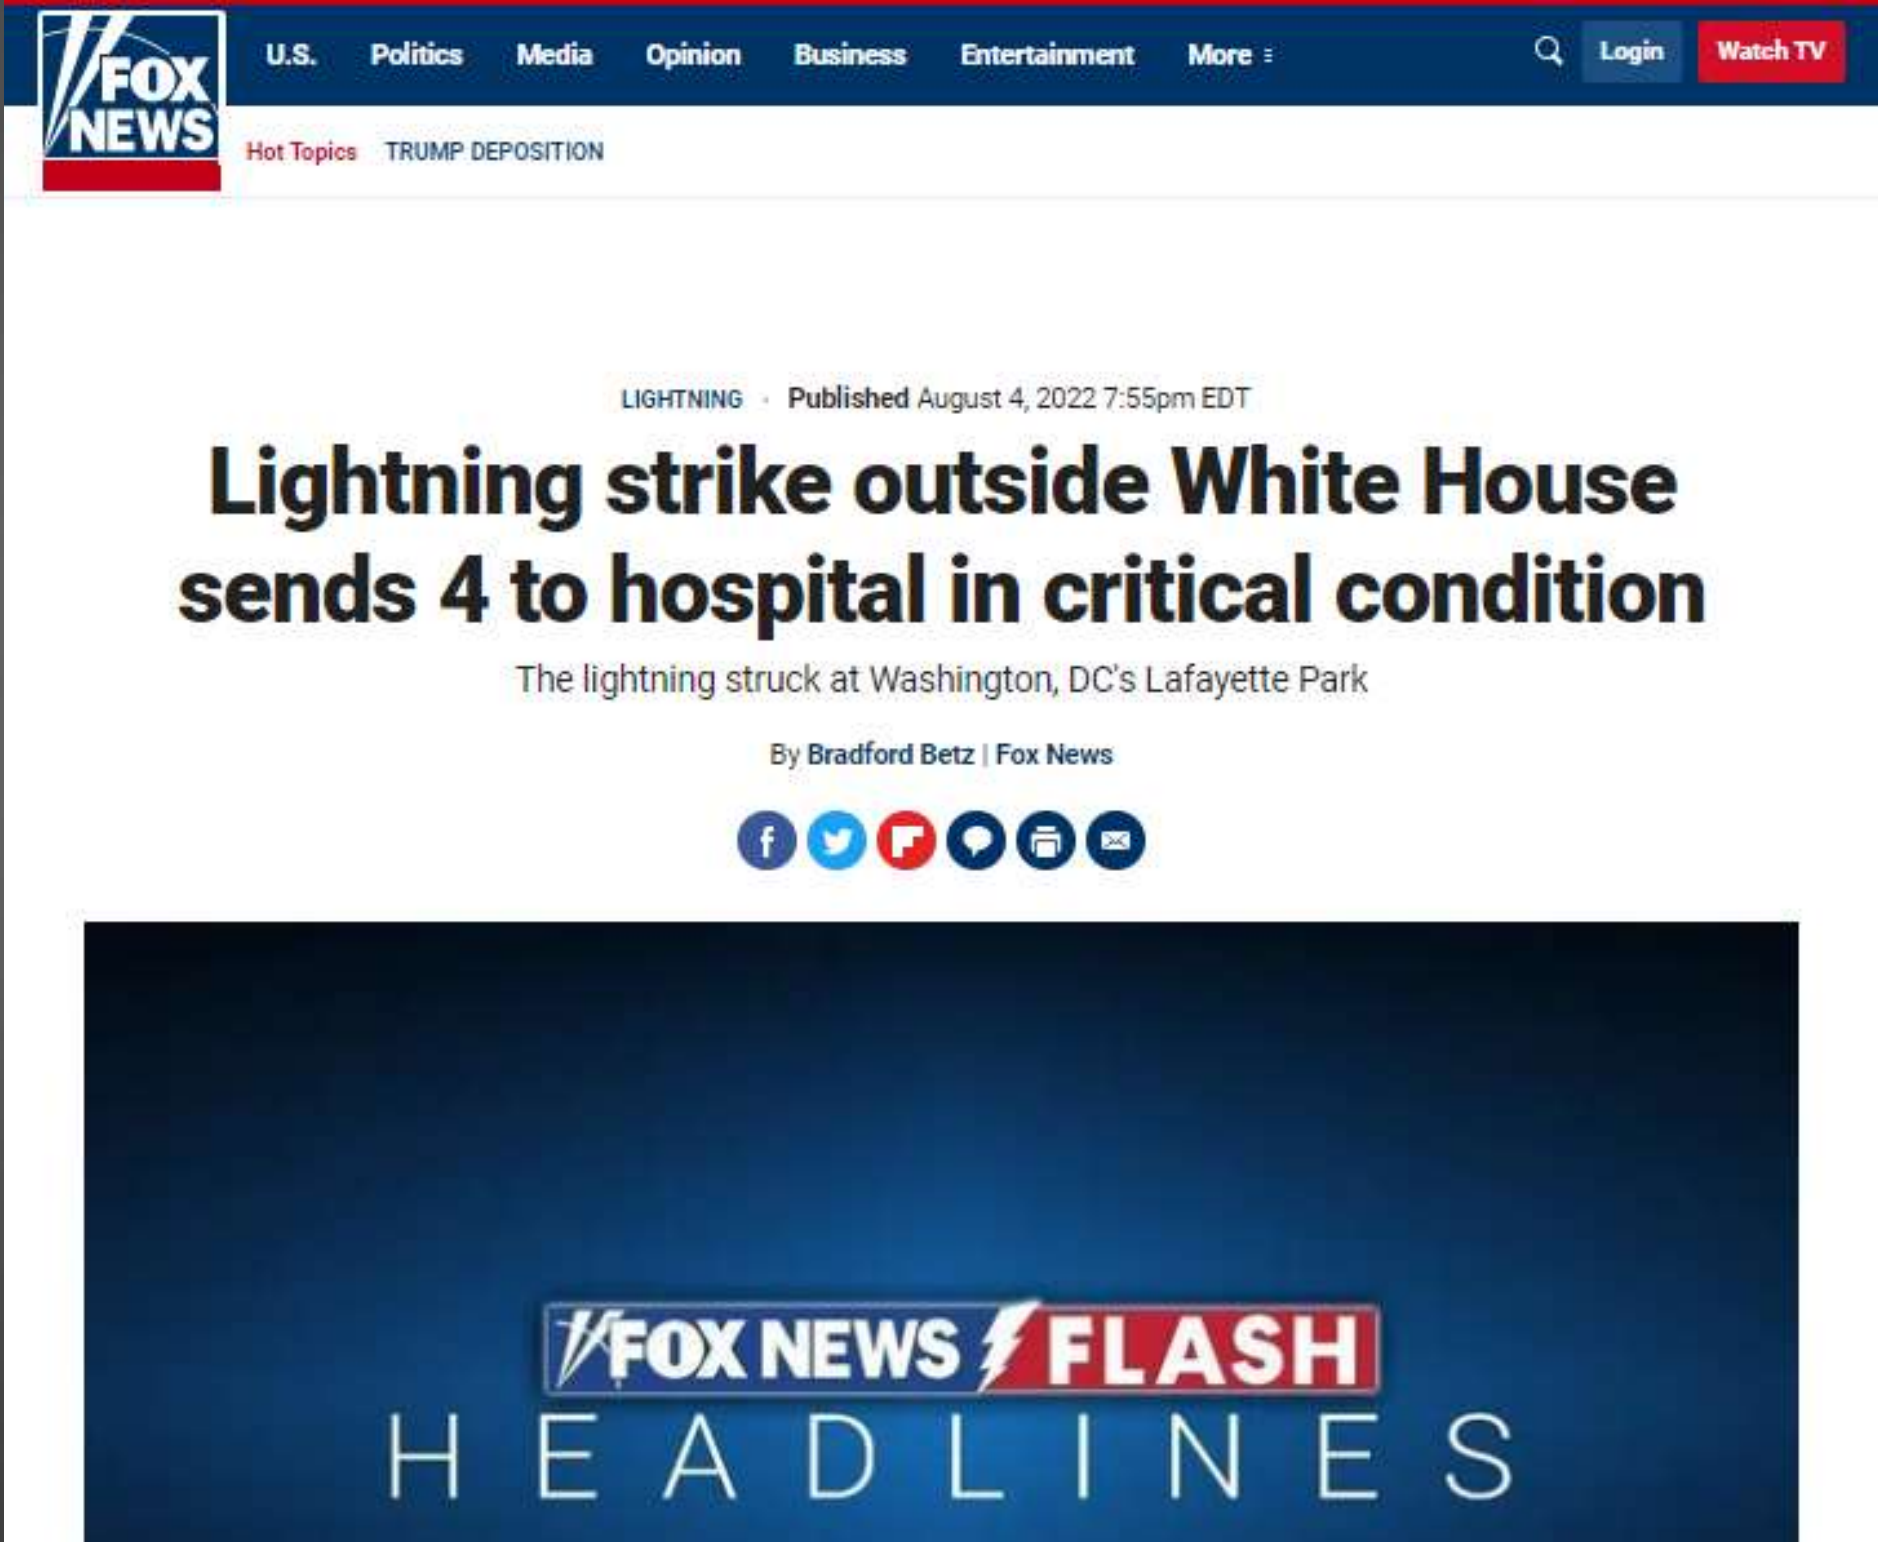 FOX
NEWS
U.S. Politics Media Opinion Business Entertainment More Login Watch TV
Hot Topics TRUMP DEPOSITION
LIGHTNING · Published August 4, 2022 7:55pm EDT
Lightning strike outside White House
sends 4 to hospital in critical condition
The lightning struck at Washington, DC's Lafayette Park
By Bradford Betz | Fox News
FOX NEWS FLASH
HEADLINES